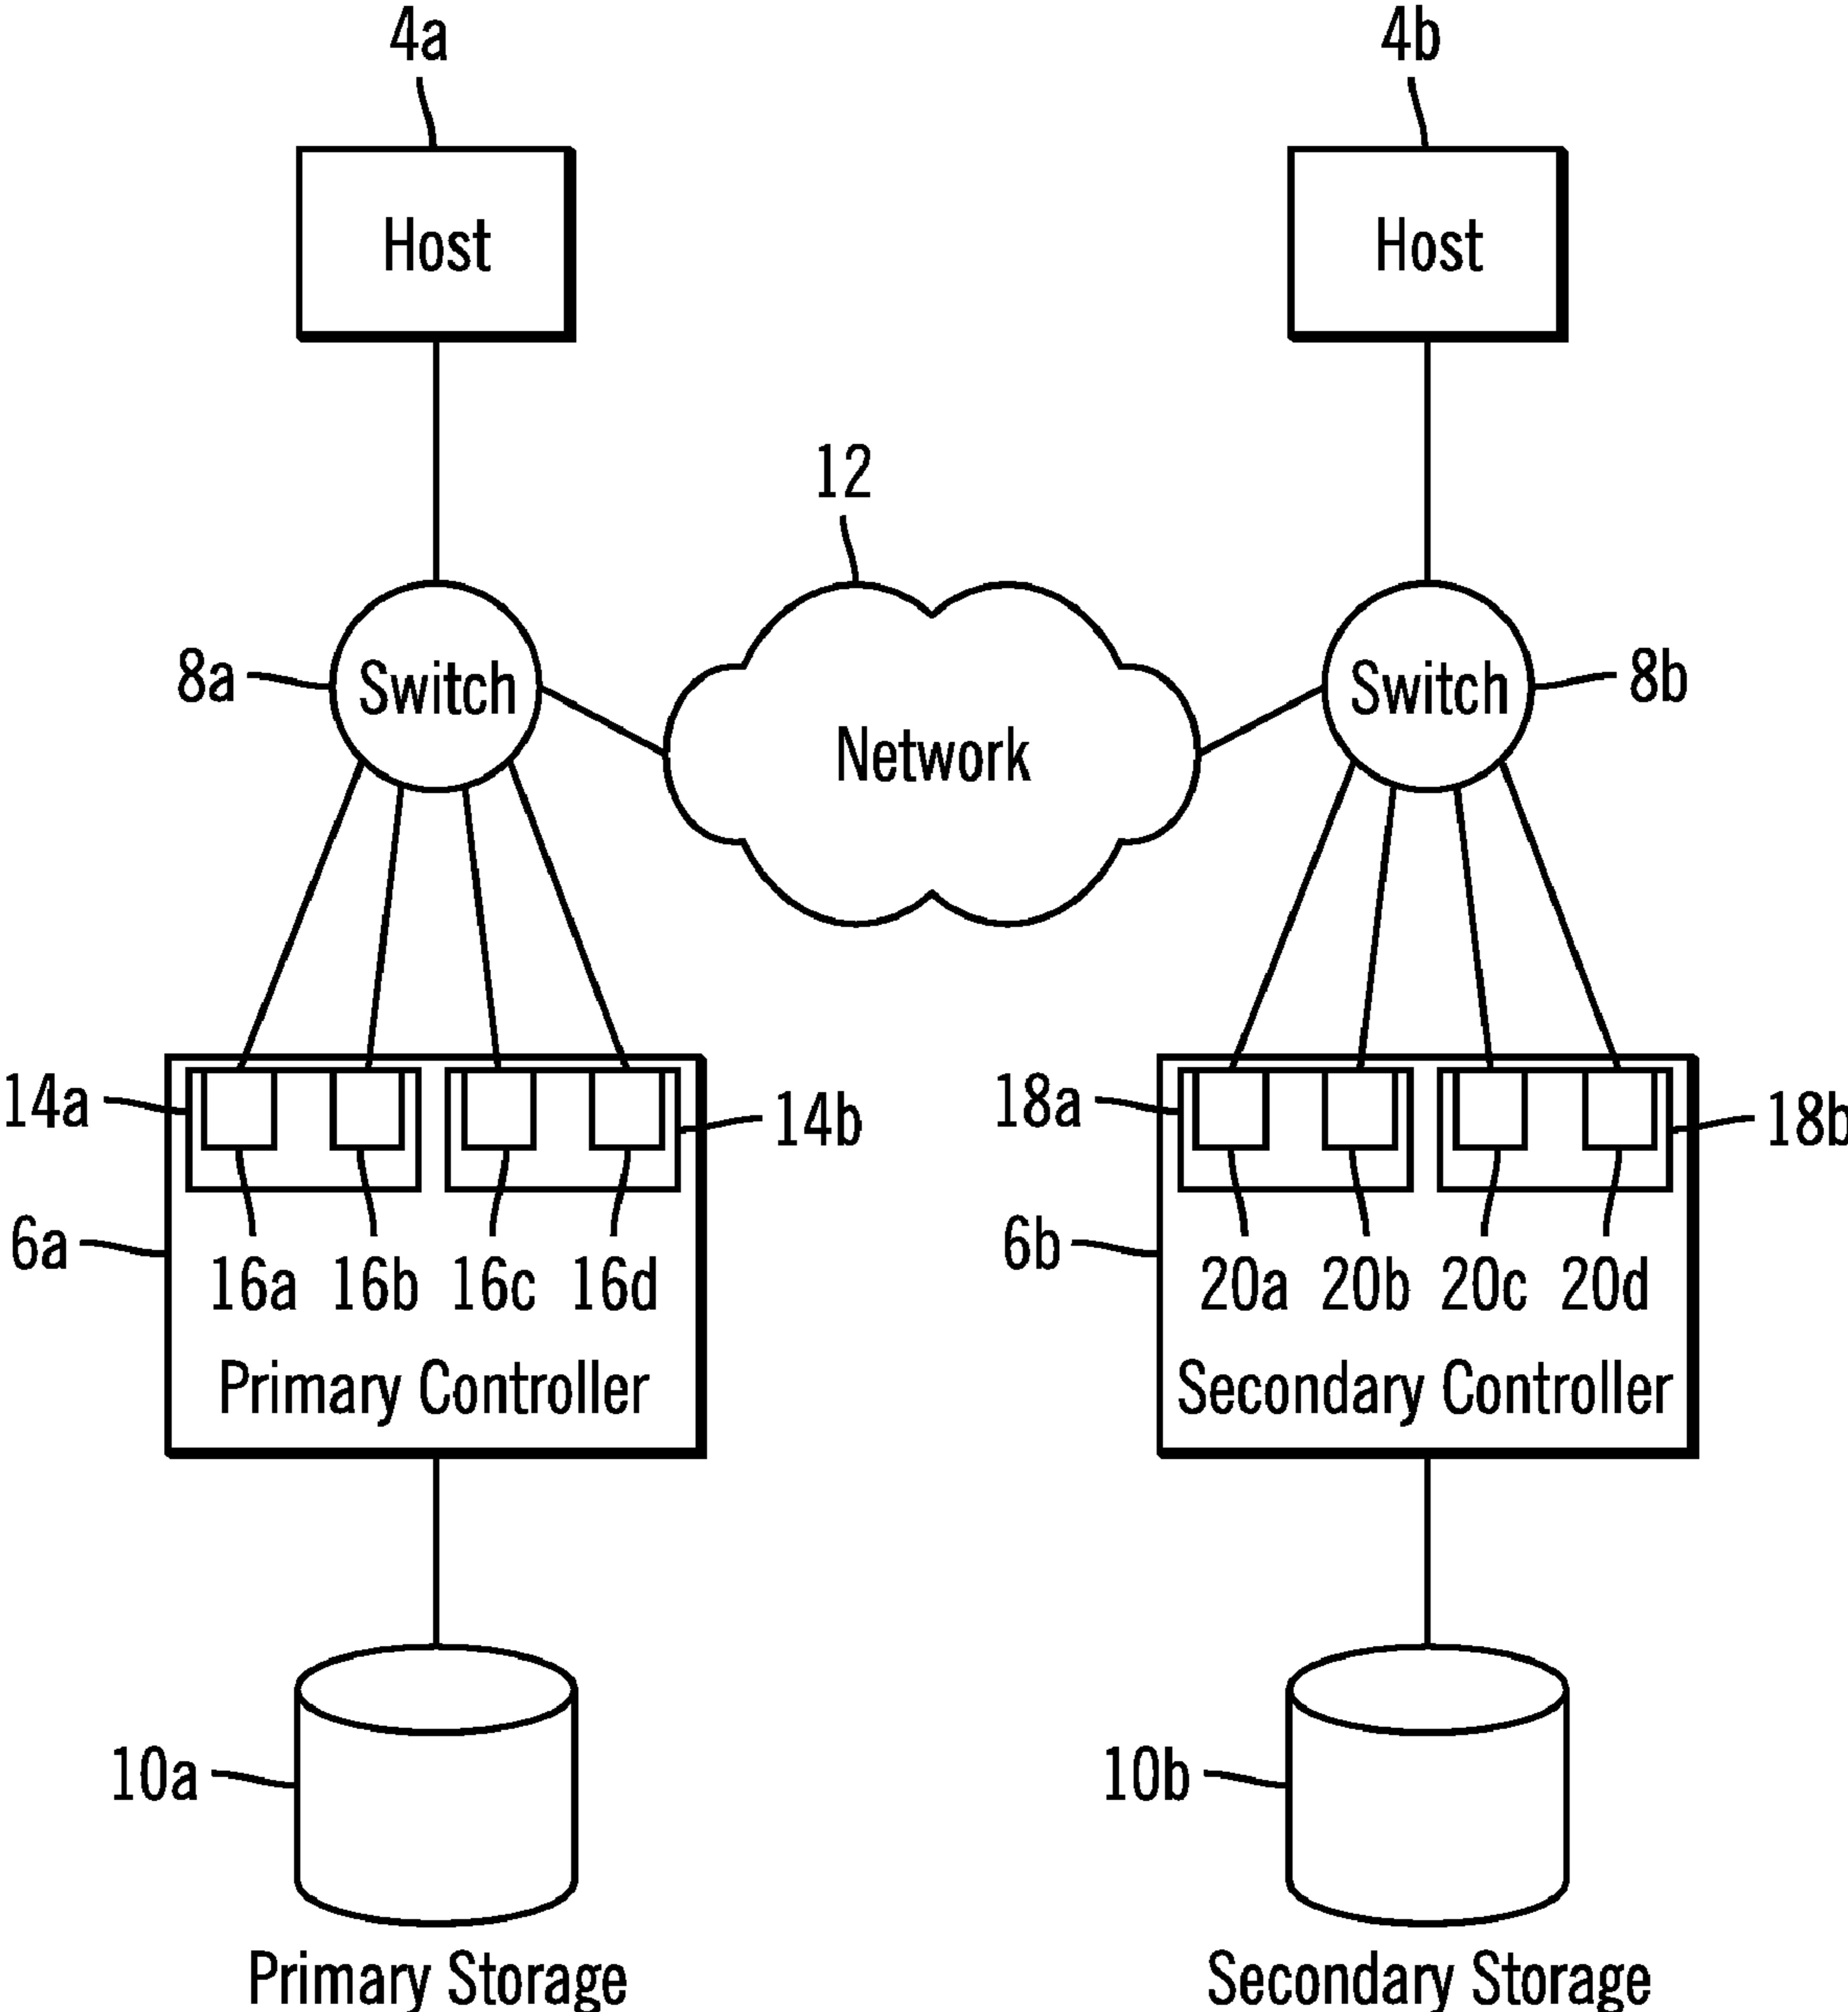 4a
4b
Host
Host
12
8a
Switch
Switch
8b
Network
14a
14b
18a
18b
6a
6b
16a 16b 16c 16d
20a 20b 20c 20d
Primary Controller
Secondary Controller
10a
10b
Primary Storage
Secondary Storage